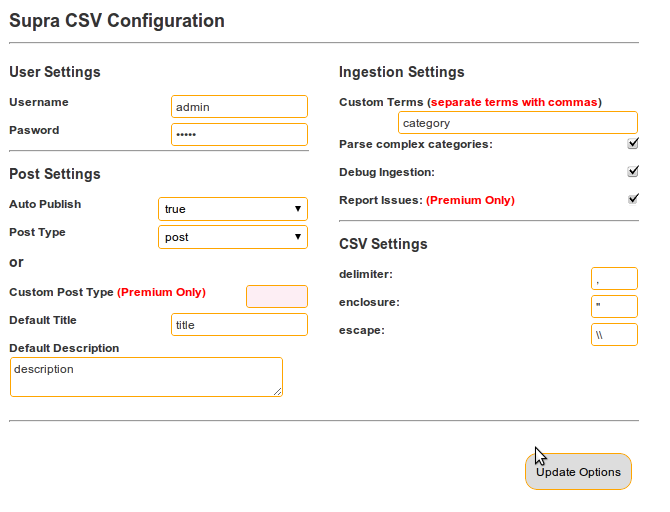 Supra CSV Configuration
User Settings
Username
admin
Pasword
•••••
Post Settings
Auto Publish
true
Post Type
post
or
Custom Post Type (Premium Only)
Default Title
title
Default Description
description
Ingestion Settings
Custom Terms (separate terms with commas)
category
Parse complex categories:
Debug Ingestion:
Report Issues: (Premium Only)
CSV Settings
delimiter:
,
enclosure:
"
escape:
\\
Update Options